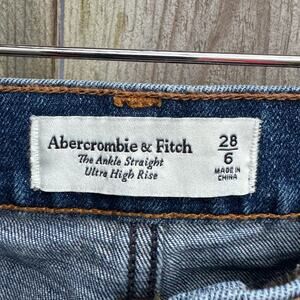 Abercrombie & Fitch
The Ankle Straight
Ultra High Rise
28
6
MADE IN
CHINA